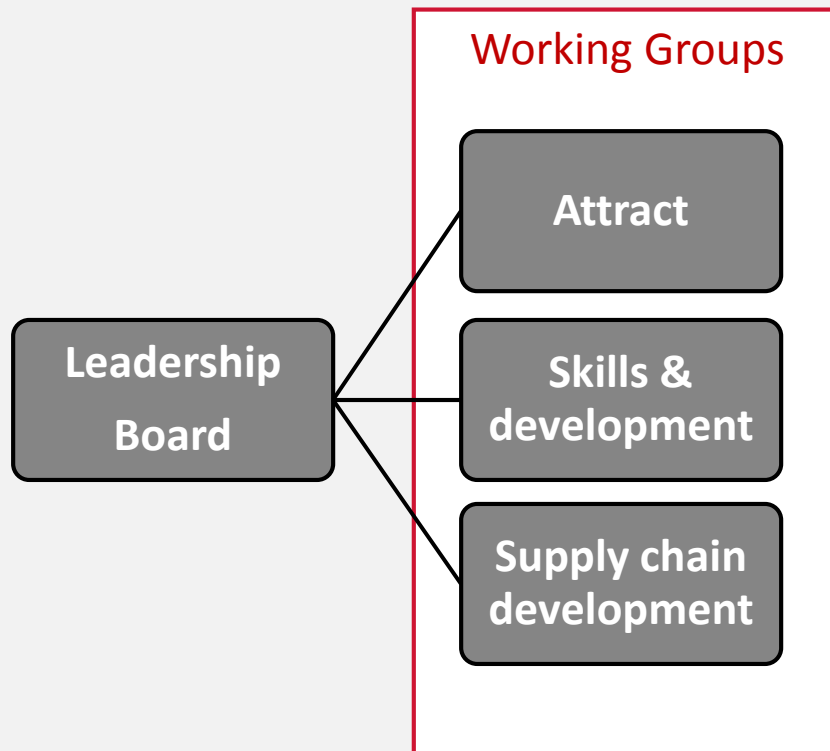 Working Groups
Attract
Leadership
Board
Skills &
development
Supply chain
development